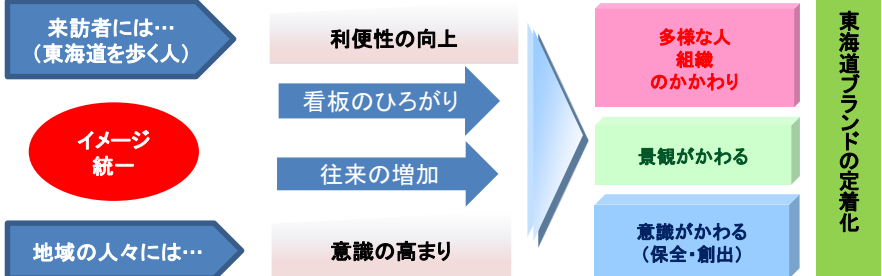 来訪者には…
（東海道を歩く人）
利便性の向上
看板のひろがり
イメージ
統一
往来の増加
地域の人々には…
意識の高まり
多様な人
組織
のかかわり
景観がかわる
意識がかわる
（保全・創出）
東海道ブランドの定着化